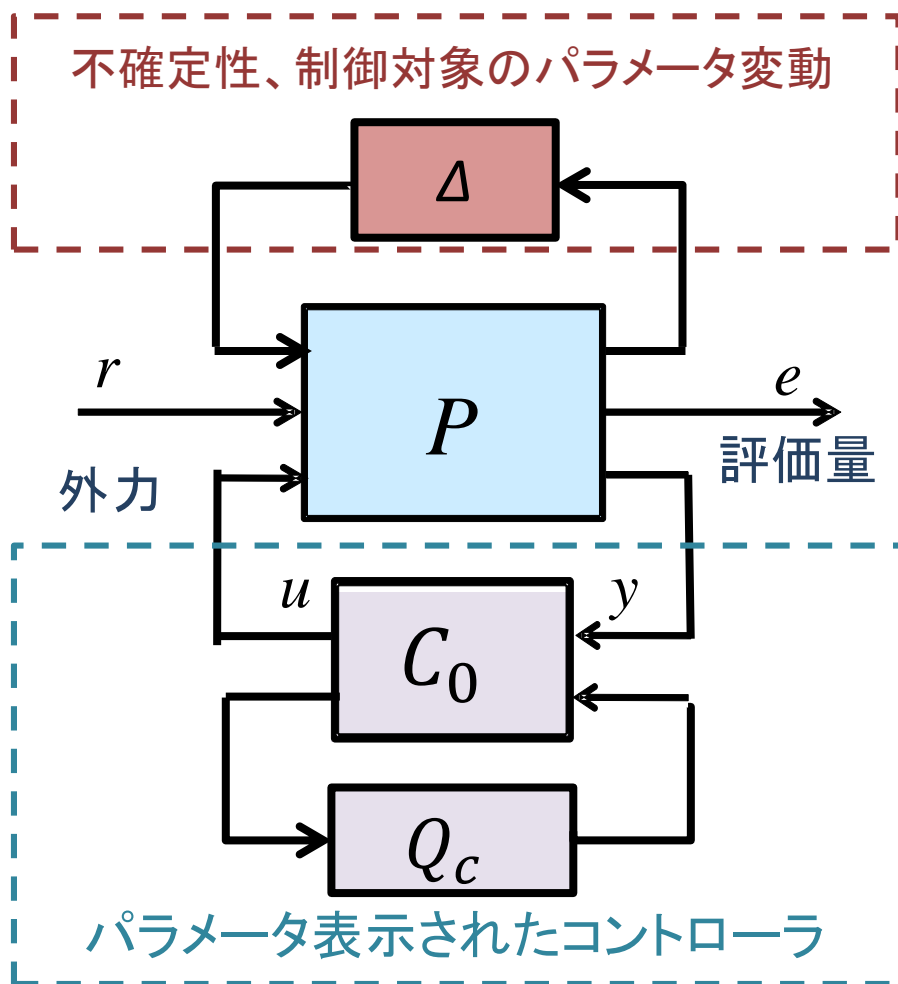 不確定性、制御対象のパラメータ変動
Δ
r
e
P
外力
評価量
u
y
C₀
Q_c
パラメータ表示されたコントローラ